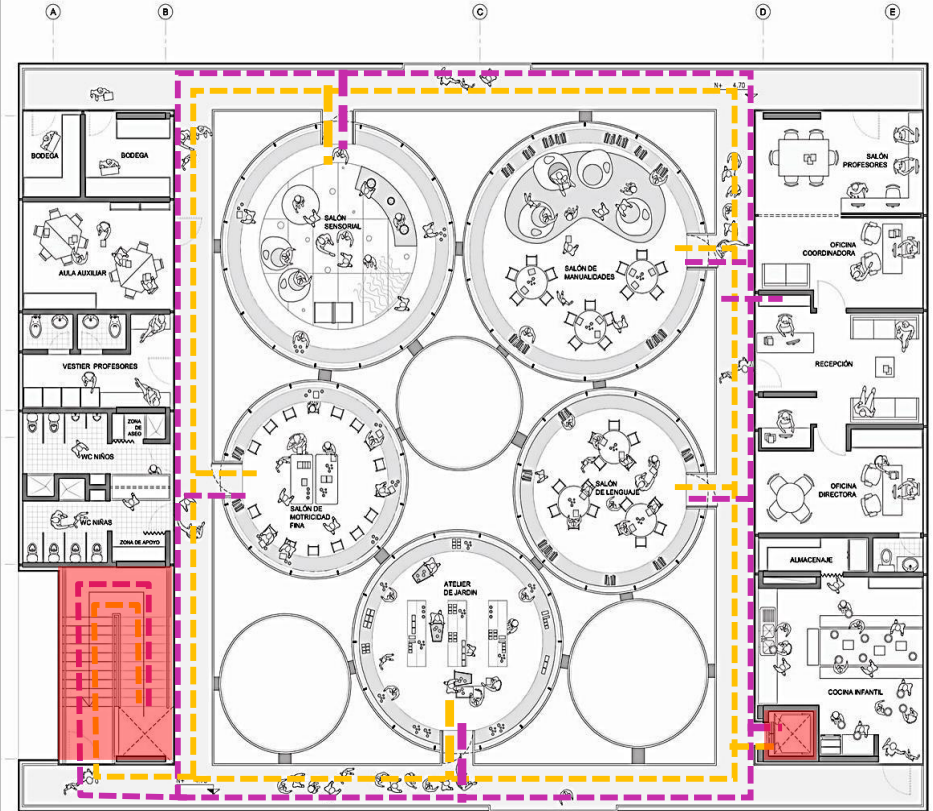 A
B
C
D
E
N+ 4,70
BODEGA
BODEGA
SALÓN
PROFESORES
SALÓN
SENSORIAL
OFICINA
COORDINADORA
AULA AUXILIAR
SALÓN DE
MANUALIDADES
RECEPCIÓN
VESTIER PROFESORES
ZONA
DE
ASEO
WC NIÑOS
SALÓN
DE LENGUAJE
OFICINA
DIRECTORA
SALÓN DE
MOTRICIDAD
FINA
WC NIÑAS
ZONA DE APOYO
ALMACENAJE
ATELIER
DE JARDIN
COCINA INFANTIL